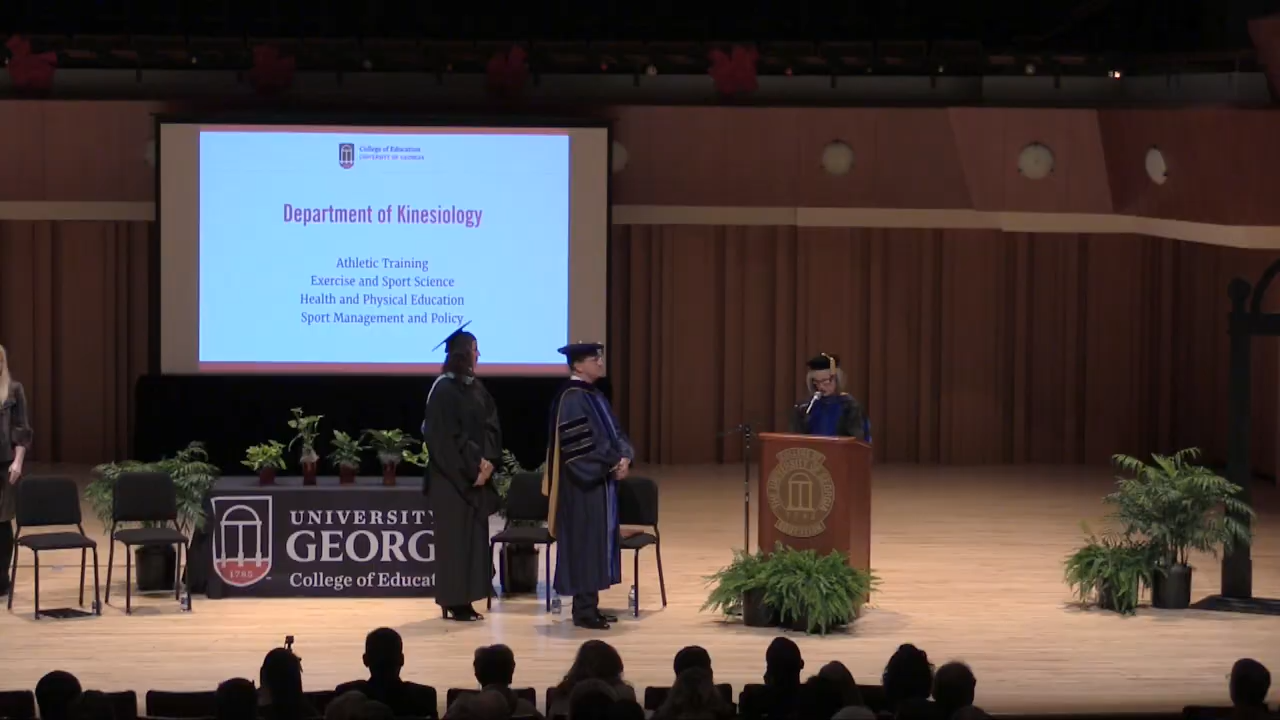 College of Education
UNIVERSITY OF GEORGIA
Department of Kinesiology
Athletic Training
Exercise and Sport Science
Health and Physical Education
Sport Management and Policy
UNIVERSITY
GEORG
College of Educat
1785
1785